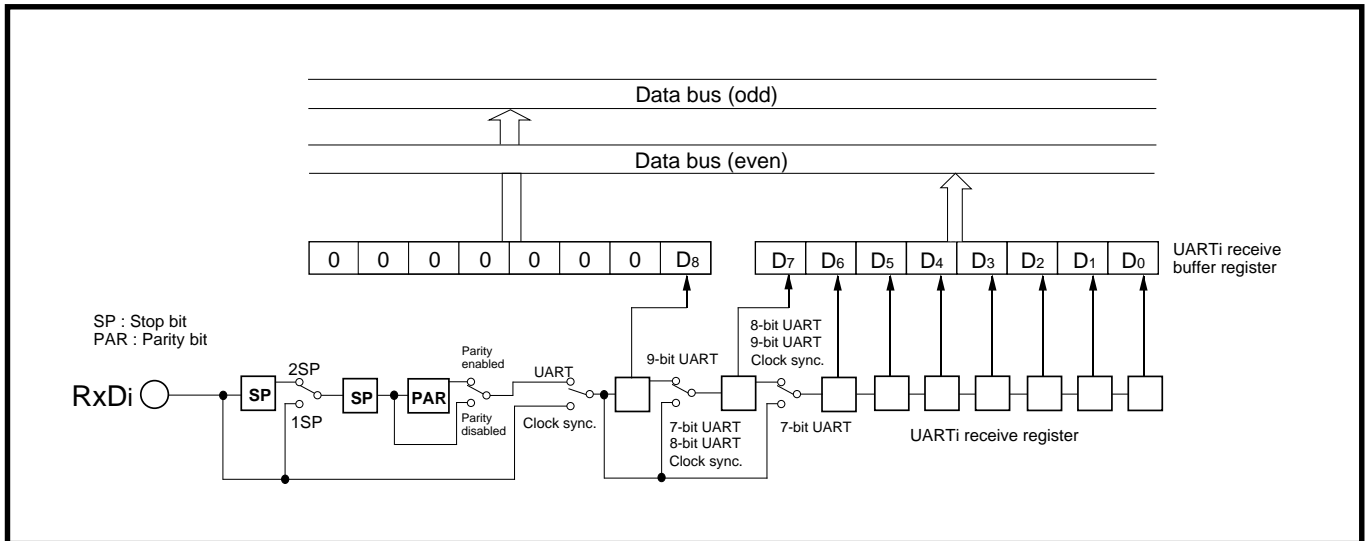 Data bus (odd)
Data bus (even)
0 0 0 0 0 0 0 D8
D7 D6 D5 D4 D3 D2 D1 D0
UARTi receive
buffer register
SP : Stop bit
PAR : Parity bit
RxDi
SP
2SP
1SP
SP
PAR
Parity
enabled
Parity
disabled
UART
Clock sync.
9-bit UART
7-bit UART
8-bit UART
Clock sync.
8-bit UART
9-bit UART
Clock sync.
7-bit UART
UARTi receive register